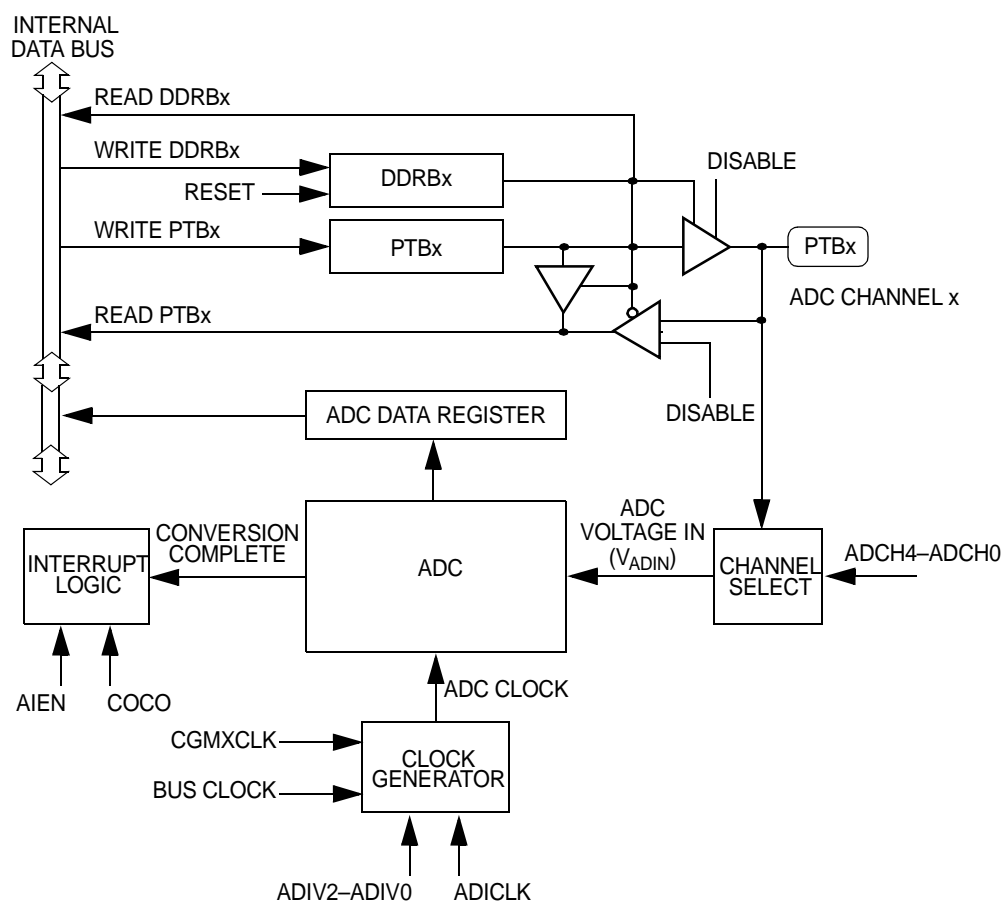 INTERNAL
DATA BUS
READ DDRBx
WRITE DDRBx
DISABLE
DDRBx
RESET
WRITE PTBx
PTBx
PTBx
ADC CHANNEL x
READ PTBx
DISABLE
ADC DATA REGISTER
INTERRUPT
LOGIC
CONVERSION
COMPLETE
ADC
ADC
VOLTAGE IN
(VADIN)
CHANNEL
SELECT
ADCH4–ADCH0
AIEN
COCO
ADC CLOCK
CGMXCLK
BUS CLOCK
CLOCK
GENERATOR
ADIV2–ADIV0
ADICLK